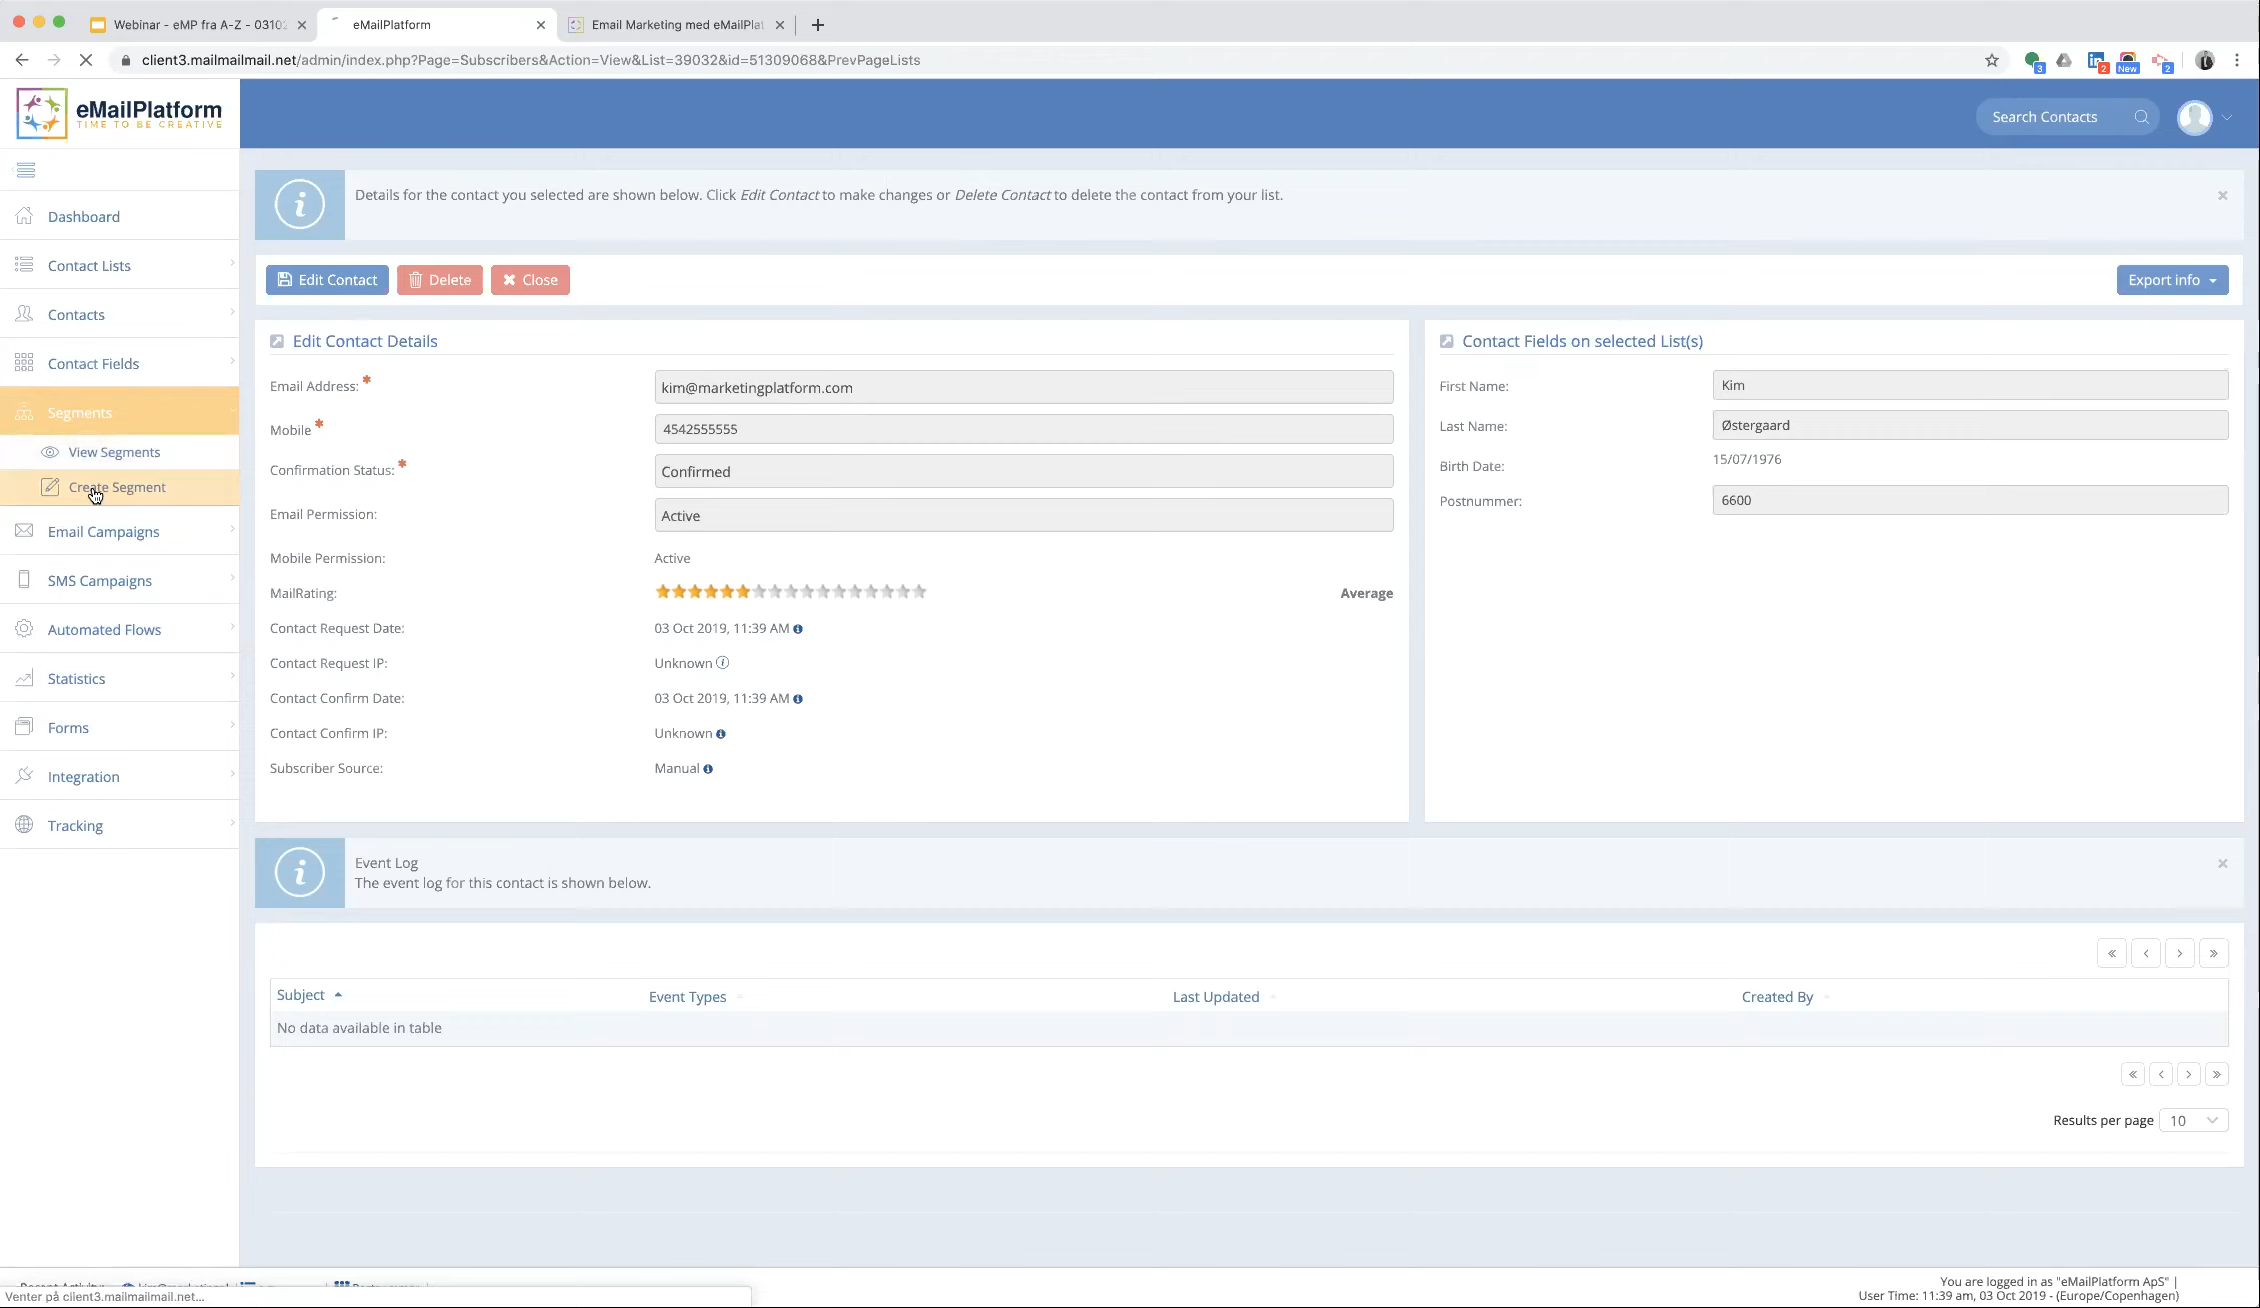 Webinar - eMP fra A-Z - 0310
eMailPlatform
Email Marketing med eMailPlat
client3.mailmailmail.net/admin/index.php?Page=Subscribers&Action=View&List=39032&id=51309068&PrevPageLists
3
2
New
2
eMailPlatform
TIME TO BE CREATIVE
Search Contacts
Dashboard
Contact Lists
Contacts
Contact Fields
Segments
View Segments
Create Segment
Email Campaigns
SMS Campaigns
Automated Flows
Statistics
Forms
Integration
Tracking
Details for the contact you selected are shown below. Click Edit Contact to make changes or Delete Contact to delete the contact from your list.
Edit Contact
Delete
Close
Export info
Edit Contact Details
Email Address: *
kim@marketingplatform.com
Mobile *
4542555555
Confirmation Status: *
Confirmed
Email Permission:
Active
Mobile Permission:
Active
MailRating:
Average
Contact Request Date:
03 Oct 2019, 11:39 AM
Contact Request IP:
Unknown
Contact Confirm Date:
03 Oct 2019, 11:39 AM
Contact Confirm IP:
Unknown
Subscriber Source:
Manual
Contact Fields on selected List(s)
First Name:
Kim
Last Name:
Østergaard
Birth Date:
15/07/1976
Postnummer:
6600
Event Log
The event log for this contact is shown below.
Subject
Event Types
Last Updated
Created By
No data available in table
Results per page
10
Venter på client3.mailmailmail.net...
You are logged in as "eMailPlatform ApS" |
User Time: 11:39 am, 03 Oct 2019 - (Europe/Copenhagen)